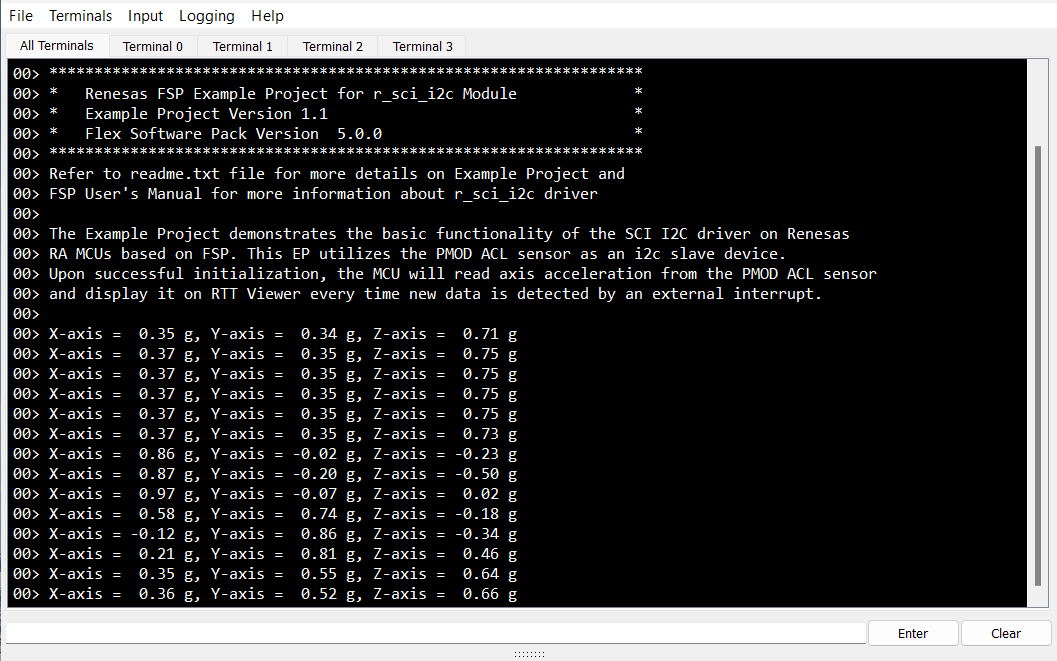 File Terminals Input Logging Help
All Terminals Terminal 0 Terminal 1 Terminal 2 Terminal 3
00> ******************************************************************
00> *   Renesas FSP Example Project for r_sci_i2c Module             *
00> *   Example Project Version 1.1                                  *
00> *   Flex Software Pack Version  5.0.0                            *
00> ******************************************************************
00> Refer to readme.txt file for more details on Example Project and
00> FSP User's Manual for more information about r_sci_i2c driver
00>
00> The Example Project demonstrates the basic functionality of the SCI I2C driver on Renesas
00> RA MCUs based on FSP. This EP utilizes the PMOD ACL sensor as an i2c slave device.
00> Upon successful initialization, the MCU will read axis acceleration from the PMOD ACL sensor
00> and display it on RTT Viewer every time new data is detected by an external interrupt.
00>
00> X-axis =  0.35 g, Y-axis =  0.34 g, Z-axis =  0.71 g
00> X-axis =  0.37 g, Y-axis =  0.35 g, Z-axis =  0.75 g
00> X-axis =  0.37 g, Y-axis =  0.35 g, Z-axis =  0.75 g
00> X-axis =  0.37 g, Y-axis =  0.35 g, Z-axis =  0.75 g
00> X-axis =  0.37 g, Y-axis =  0.35 g, Z-axis =  0.75 g
00> X-axis =  0.37 g, Y-axis =  0.35 g, Z-axis =  0.73 g
00> X-axis =  0.86 g, Y-axis = -0.02 g, Z-axis = -0.23 g
00> X-axis =  0.87 g, Y-axis = -0.20 g, Z-axis = -0.50 g
00> X-axis =  0.97 g, Y-axis = -0.07 g, Z-axis =  0.02 g
00> X-axis =  0.58 g, Y-axis =  0.74 g, Z-axis = -0.18 g
00> X-axis = -0.12 g, Y-axis =  0.86 g, Z-axis = -0.34 g
00> X-axis =  0.21 g, Y-axis =  0.81 g, Z-axis =  0.46 g
00> X-axis =  0.35 g, Y-axis =  0.55 g, Z-axis =  0.64 g
00> X-axis =  0.36 g, Y-axis =  0.52 g, Z-axis =  0.66 g
Enter Clear